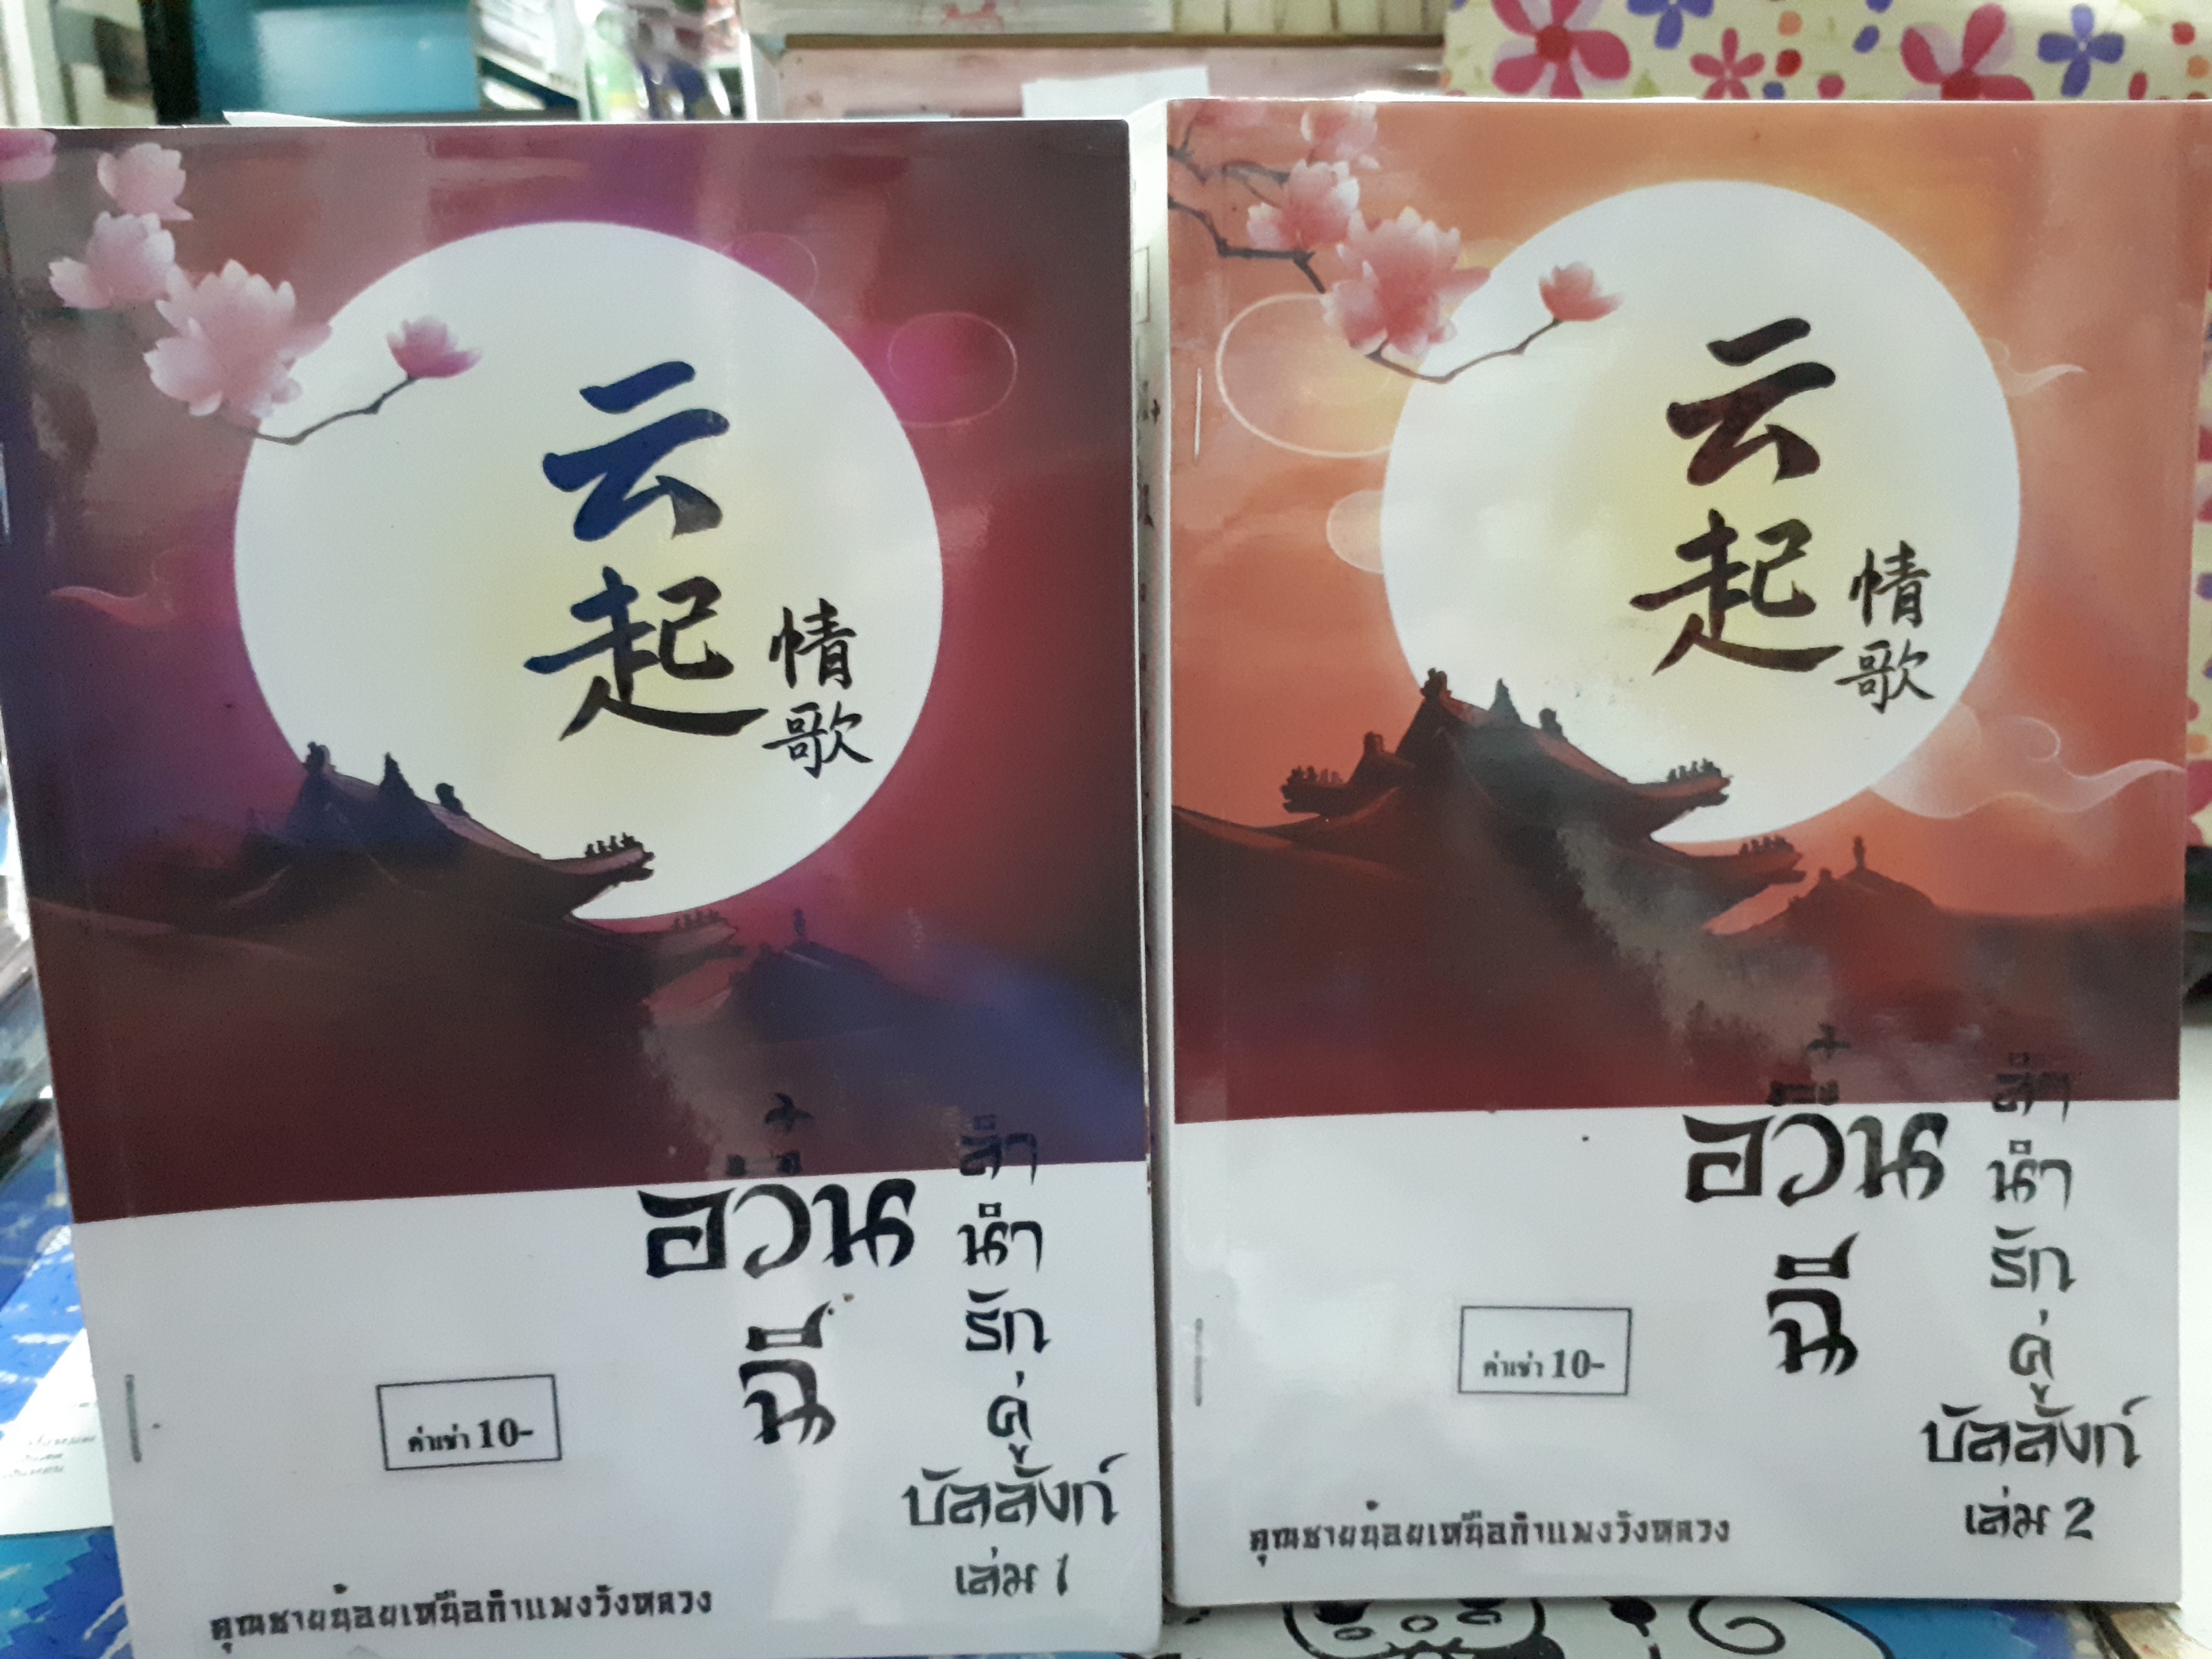 云起
情歌
อวิ๋น
ฉี
ลำ
นำ
รัก
คู่
บัลลังก์
เล่ม 1
ค่าเช่า 10-
คุณชายน้อยเหนือกำแพงวังหลวง
云起
情歌
อวิ๋น
ฉี
ลำ
นำ
รัก
คู่
บัลลังก์
เล่ม 2
ค่าเช่า 10-
คุณชายน้อยเหนือกำแพงวังหลวง